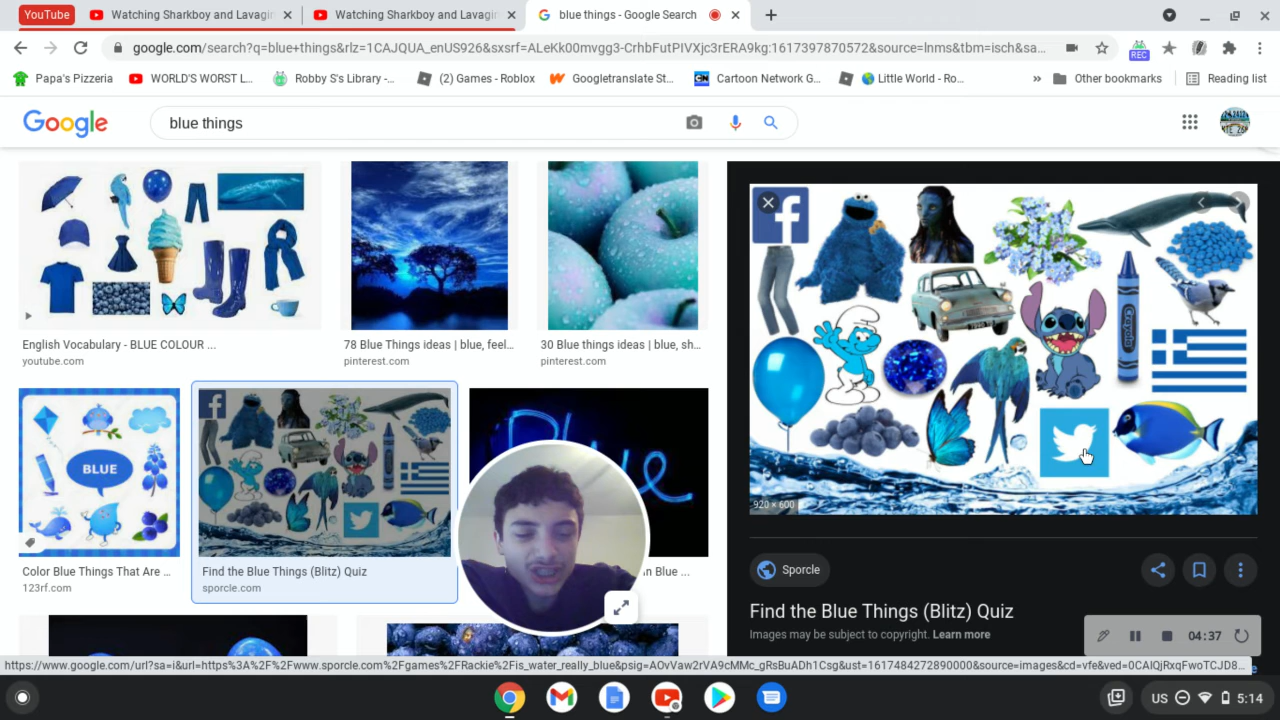 YouTube
Watching Sharkboy and Lavagir
Watching Sharkboy and Lavagir
blue things - Google Search
google.com/search?q=blue+things&rlz=1CAJQUA_enUS926&sxsrf=ALeKk00mvgg3-CrhbFutPIVXjc3rERA9kg:1617397870572&source=lnms&tbm=isch&sa...
REC
Papa's Pizzeria
WORLD'S WORST L...
Robby S's Library -...
(2) Games - Roblox
Googletranslate St...
Cartoon Network G...
Little World - Ro...
»
Other bookmarks
Reading list
Google
blue things
English Vocabulary - BLUE COLOUR ...
youtube.com
78 Blue Things ideas | blue, feel...
pinterest.com
30 Blue things ideas | blue, sh...
pinterest.com
BLUE
Color Blue Things That Are ...
123rf.com
Find the Blue Things (Blitz) Quiz
sporcle.com
Blue
n Blue ...
Crayola
920 × 600
Sporcle
Find the Blue Things (Blitz) Quiz
Images may be subject to copyright. Learn more
04:37
https://www.google.com/url?sa=i&url=https%3A%2F%2Fwww.sporcle.com%2Fgames%2FRackie%2Fis_water_really_blue&psig=AOvVaw2rVA9cMMc_gRsBuADh1Csg&ust=1617484272890000&source=images&cd=vfe&ved=0CAIQjRxqFwoTCJD8...
US
5:14